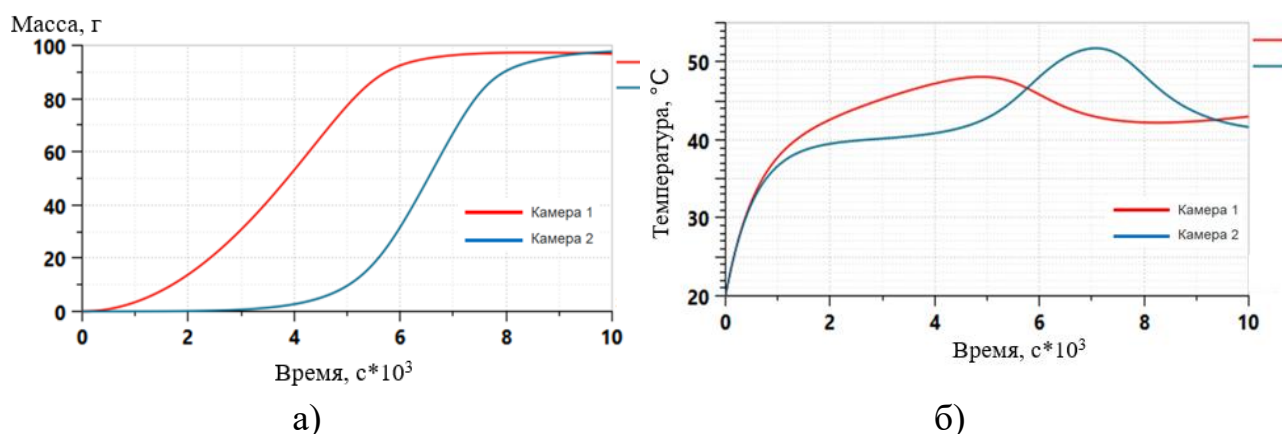 Масса, г
100
80
60
40
20
0
0 2 4 6 8 10
Время, с*10³
Камера 1
Камера 2
а)
Температура, °C
50
40
30
20
0 2 4 6 8 10
Время, с*10³
Камера 1
Камера 2
б)